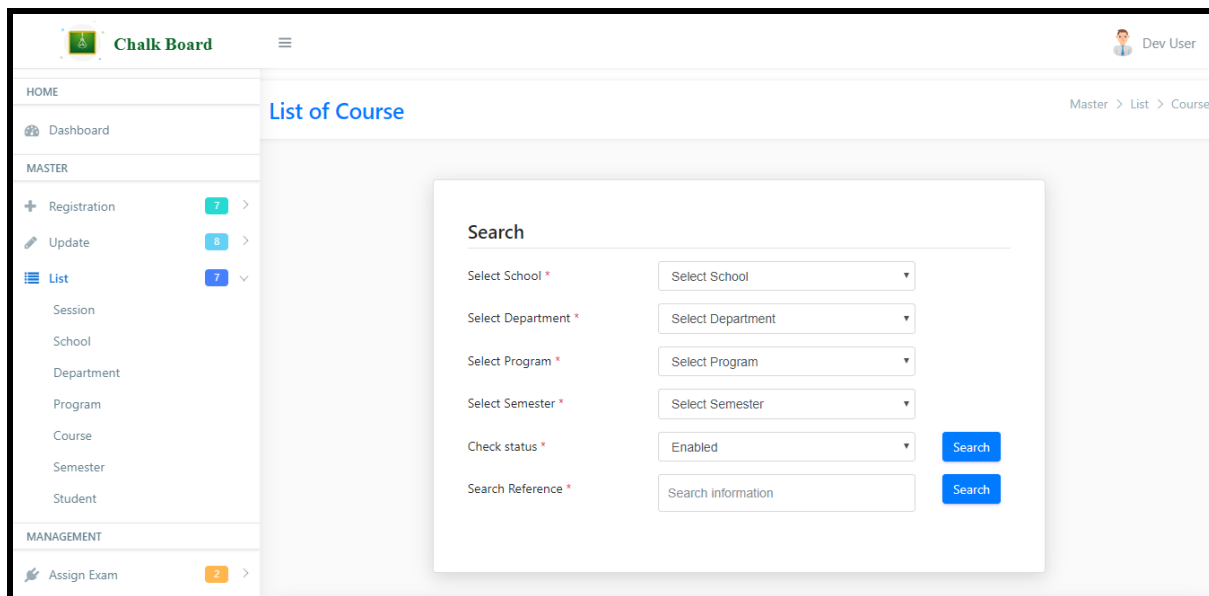 Chalk Board
Dev User
HOME
Dashboard
MASTER
Registration 7
Update 8
List 7
Session
School
Department
Program
Course
Semester
Student
MANAGEMENT
Assign Exam 2
List of Course
Master > List > Course
Search
Select School * Select School
Select Department * Select Department
Select Program * Select Program
Select Semester * Select Semester
Check status * Enabled Search
Search Reference * Search information Search